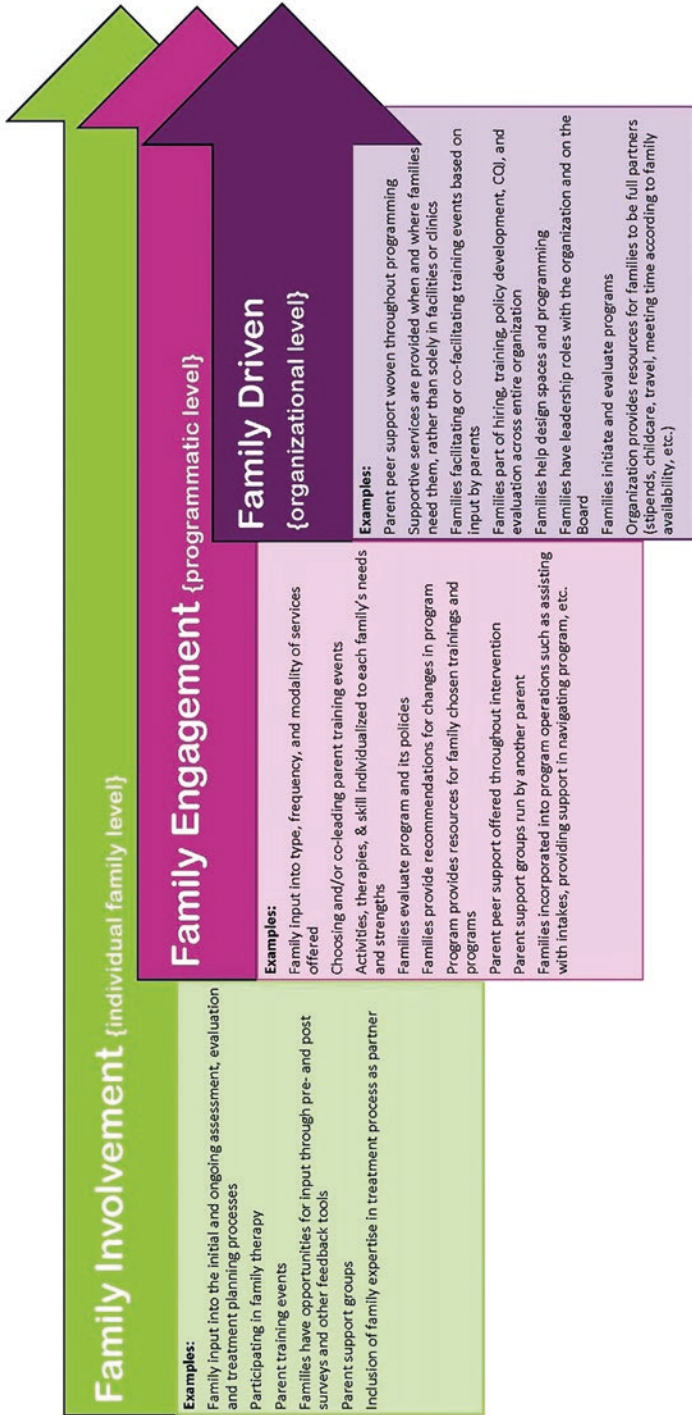 Family Involvement {individual family level}
Examples:
Family input into the initial and ongoing assessment, evaluation
and treatment planning processes
Participating in family therapy
Parent training events
Families have opportunities for input through pre- and post
surveys and other feedback tools
Parent support groups
Inclusion of family expertise in treatment process as partner
Family Engagement {programmatic level}
Examples:
Family input into type, frequency, and modality of services
offered
Choosing and/or co-leading parent training events
Activities, therapies, & skill individualized to each family's needs
and strengths
Families evaluate program and its policies
Families provide recommendations for changes in program
Program provides resources for family chosen trainings and
programs
Parent peer support offered throughout intervention
Parent support groups run by another parent
Families incorporated into program operations such as assisting
with intakes, providing support in navigating program, etc.
Family Driven
{organizational level}
Examples:
Parent peer support woven throughout programming
Supportive services are provided when and where families
need them, rather than solely in facilities or clinics
Families facilitating or co-facilitating training events based on
input by parents
Families part of hiring, training, policy development, CQI, and
evaluation across entire organization
Families help design spaces and programming
Families have leadership roles with the organization and on the
Board
Families initiate and evaluate programs
Organization provides resources for families to be full partners
(stipends, childcare, travel, meeting time according to family
availability, etc.)